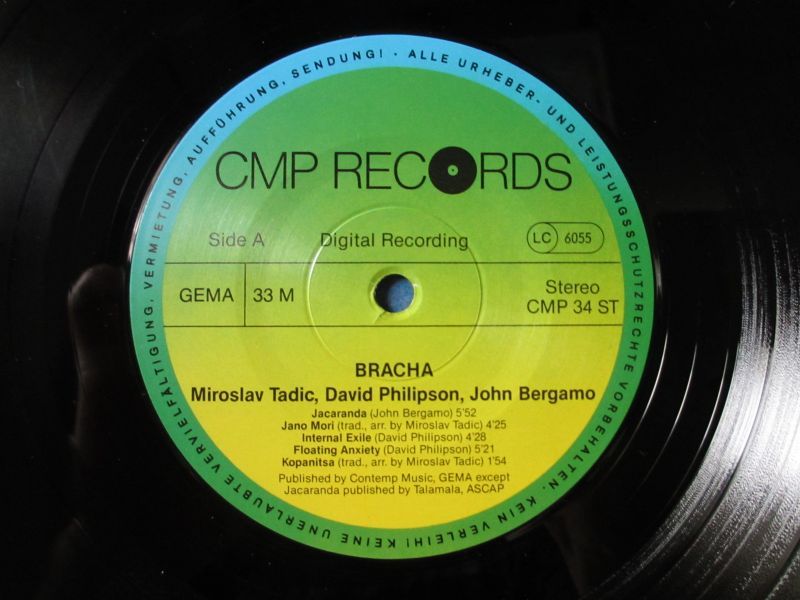 ALLE URHEBER- UND LEISTUNGSSCHUTZRECHTE VORBEHALTEN. KEIN VERLEIH! KEINE UNERLAUBTE VERVIELFÄLTIGUNG, VERMIETUNG, AUFFÜHRUNG, SENDUNG! ·
CMP RECORDS
Side A Digital Recording LC 6055
GEMA 33 M Stereo
CMP 34 ST
BRACHA
Miroslav Tadic, David Philipson, John Bergamo
Jacaranda (John Bergamo) 5'52
Jano Mori (trad., arr. by Miroslav Tadic) 4'25
Internal Exile (David Philipson) 4'28
Floating Anxiety (David Philipson) 5'21
Kopanitsa (trad., arr. by Miroslav Tadic) 1'54
Published by Contemp Music, GEMA except
Jacaranda published by Talamala, ASCAP